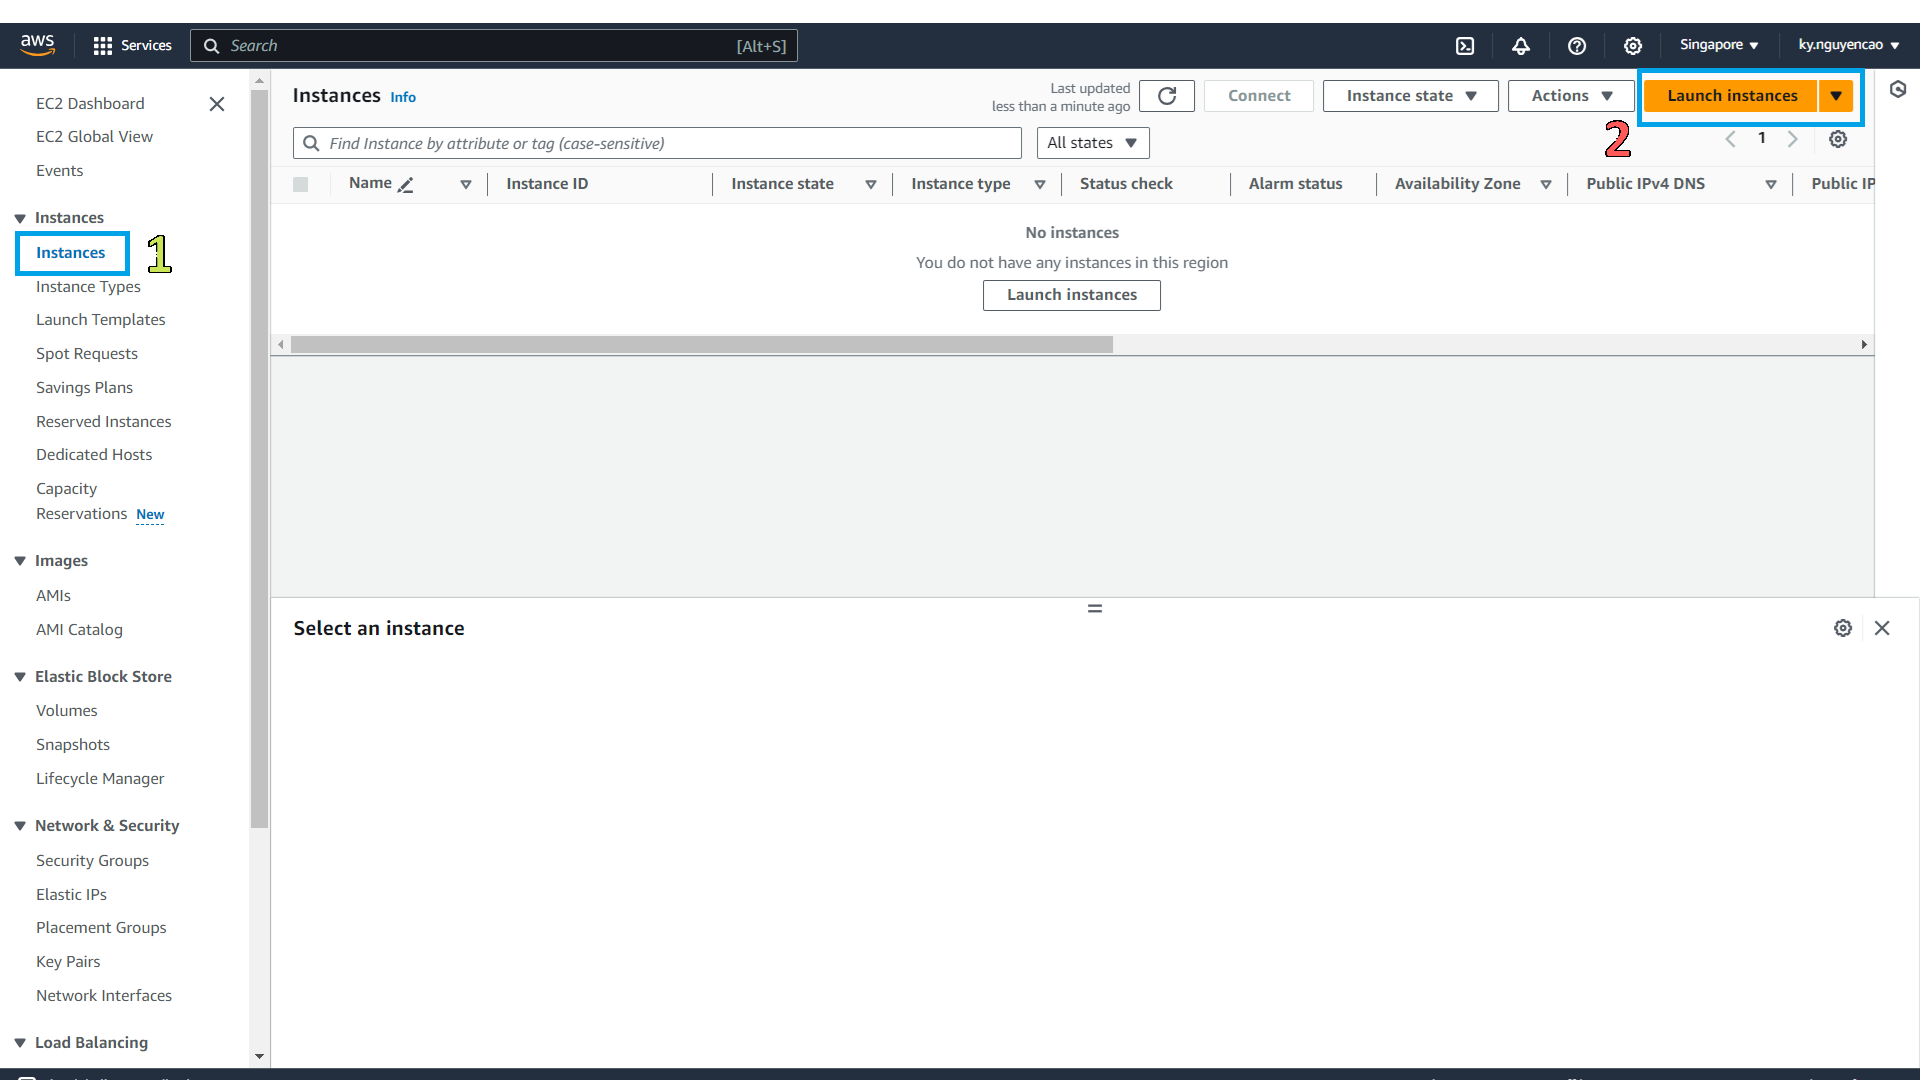 aws
Services
Search
[Alt+S]
Singapore
ky.nguyencao
EC2 Dashboard
EC2 Global View
Events
Instances
Instances
1
Instance Types
Launch Templates
Spot Requests
Savings Plans
Reserved Instances
Dedicated Hosts
Capacity
Reservations New
Images
AMIs
AMI Catalog
Elastic Block Store
Volumes
Snapshots
Lifecycle Manager
Network & Security
Security Groups
Elastic IPs
Placement Groups
Key Pairs
Network Interfaces
Load Balancing
Instances Info
Last updated
less than a minute ago
Connect
Instance state
Actions
Launch instances
2
Find Instance by attribute or tag (case-sensitive)
All states
1
Name
Instance ID
Instance state
Instance type
Status check
Alarm status
Availability Zone
Public IPv4 DNS
Public IP
No instances
You do not have any instances in this region
Launch instances
Select an instance